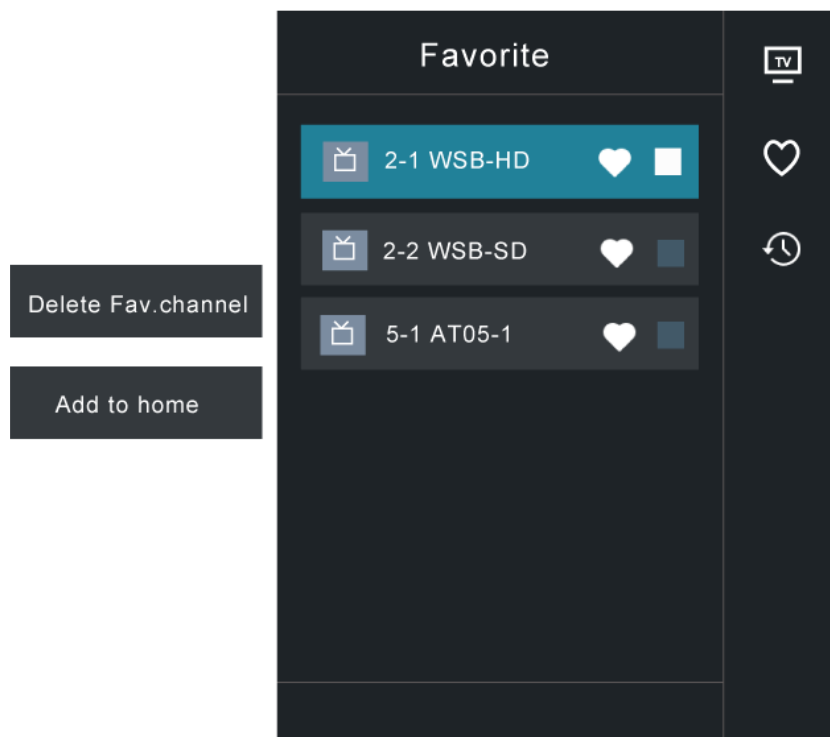 Favorite
TV
2-1 WSB-HD
2-2 WSB-SD
5-1 AT05-1
Delete Fav.channel
Add to home